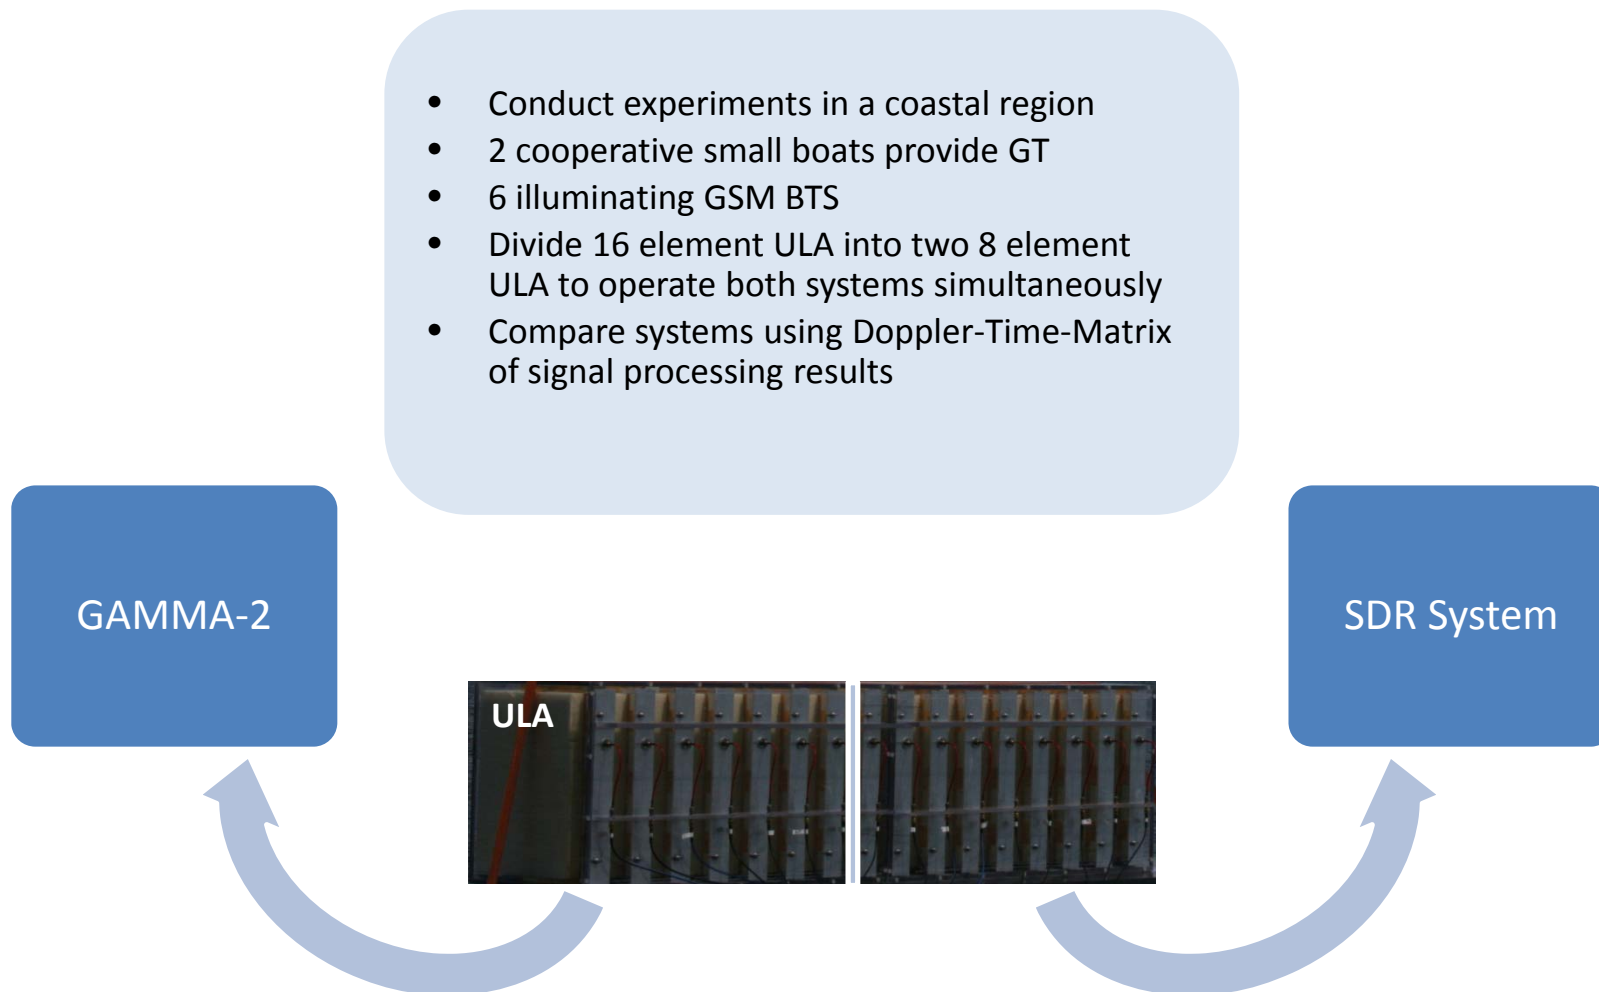 • Conduct experiments in a coastal region
• 2 cooperative small boats provide GT
• 6 illuminating GSM BTS
• Divide 16 element ULA into two 8 element
ULA to operate both systems simultaneously
• Compare systems using Doppler-Time-Matrix
of signal processing results
GAMMA-2
SDR System
ULA